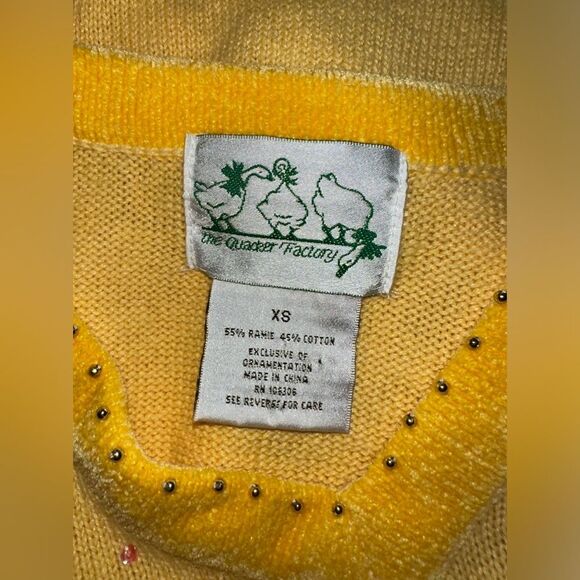 The Quacker Factory
XS
55% RAMIE 45% COTTON
EXCLUSIVE OF
ORNAMENTATION
MADE IN CHINA
RN 106306
SEE REVERSE FOR CARE